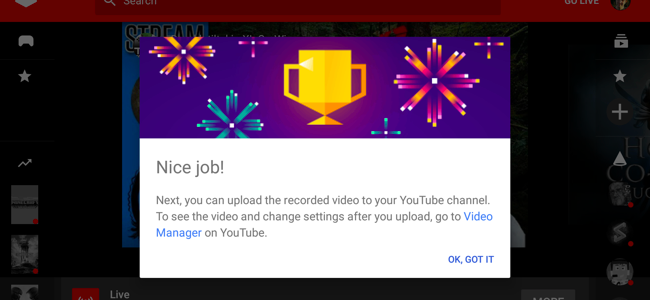 Search
GO LIVE
STREAM
Nice job!
Next, you can upload the recorded video to your YouTube channel.
To see the video and change settings after you upload, go to Video
Manager on YouTube.
OK, GOT IT
Live
MORE